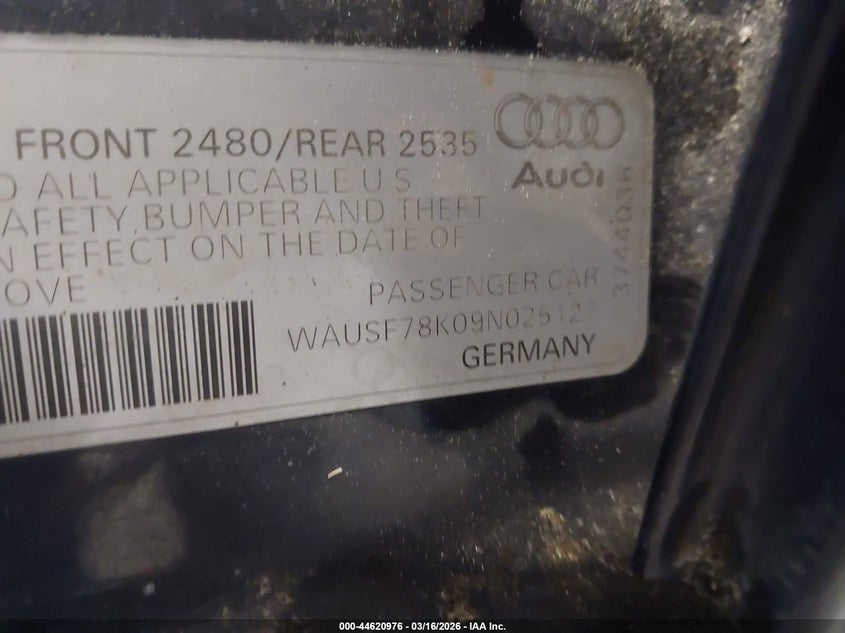 FRONT 2480/REAR 2535
Audi
O ALL APPLICABLE U S
AFETY, BUMPER AND THEFT
N EFFECT ON THE DATE OF
OVE
PASSENGER CAR
3744036
WAUSF78K09N025127
GERMANY
000-44620976 - 03/16/2026 - IAA Inc.